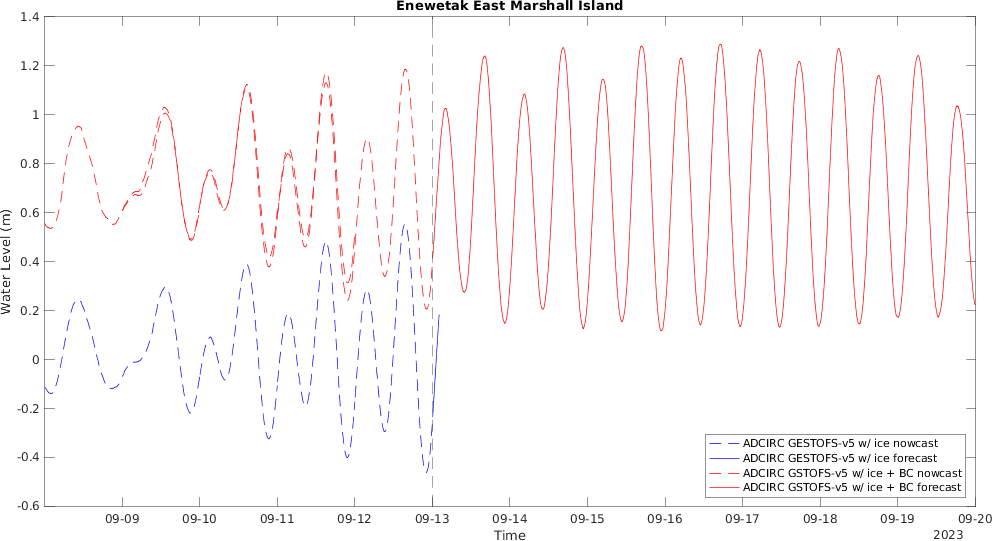 Enewetak East Marshall Island
1.4
1.2
1
0.8
0.6
0.4
0.2
0
-0.2
-0.4
-0.6
Water Level (m)
ADCIRC GESTOFS-v5 w/ ice nowcast
ADCIRC GESTOFS-v5 w/ ice forecast
ADCIRC GSTOFS-v5 w/ ice + BC nowcast
ADCIRC GSTOFS-v5 w/ ice + BC forecast
09-09 09-10 09-11 09-12 09-13 09-14 09-15 09-16 09-17 09-18 09-19 09-20
Time
2023